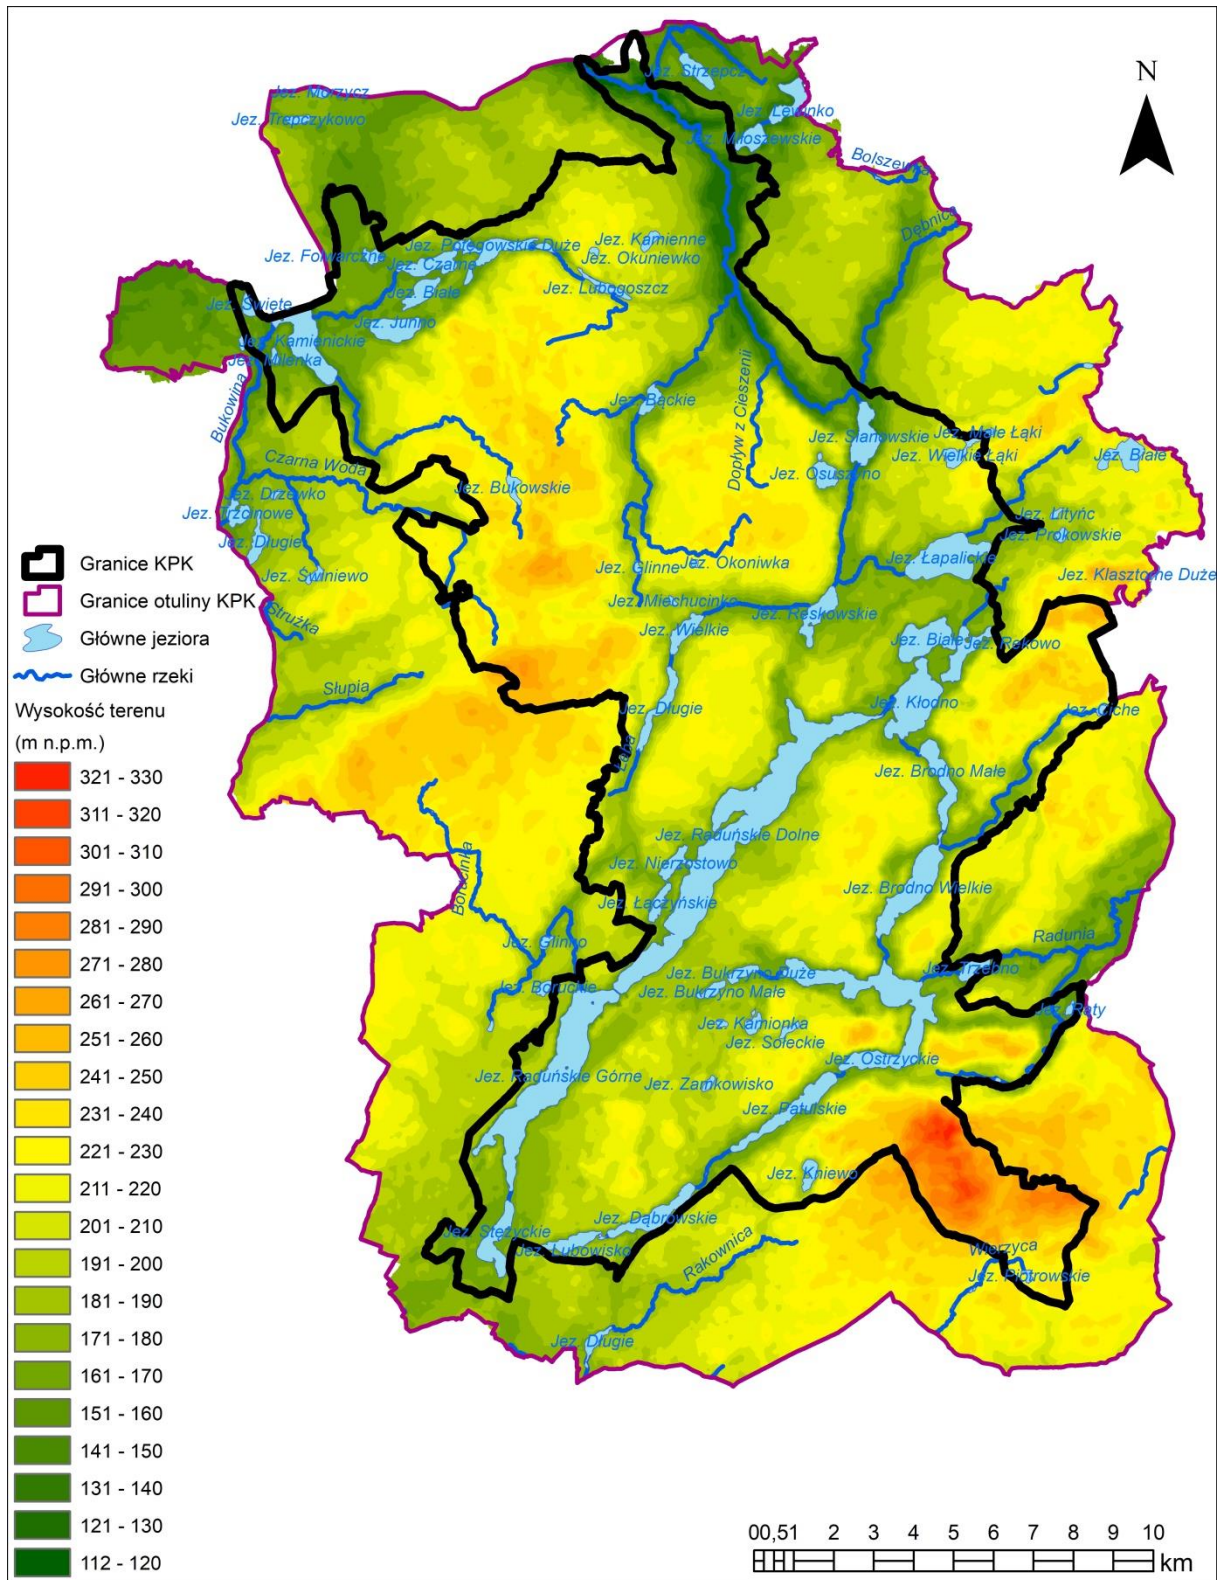 N
Jez. Strzepcz
Jez. Morzycz
Jez. Trepczykowo
Jez. Lewinko
Jez. Miłoszewskie
Bolszewka
Dębnica
Jez. Folwarczne
Jez. Potęgowskie Duże
Jez. Kamienne
Jez. Okuniewko
Jez. Czarne
Jez. Białe
Jez. Lubogoszcz
Jez. Święte
Jez. Junno
Jez. Kamienickie
Jez. Milenka
Bukowina
Jez. Bąckie
Dopływ z Cieszenii
Jez. Sianowskie
Jez. Małe Łąki
Jez. Wielkie Łąki
Jez. Białe
Jez. Osuszyno
Czarna Woda
Jez. Bukowskie
Jez. Drzewko
Jez. Trzcinowe
Jez. Długie
Jez. Świniewo
Strużka
Jez. Lityńc
Jez. Prokowskie
Jez. Łapalickie
Jez. Klasztorne Duże
Jez. Glinne
Jez. Okoniwka
Jez. Miechucinko
Jez. Reskowskie
Jez. Wielkie
Jez. Białe
Jez. Rekowo
Słupia
Jez. Długie
Łeba
Jez. Kłodno
Jez. Ciche
Jez. Brodno Małe
Jez. Raduńskie Dolne
Jez. Nierzostowo
Jez. Brodno Wielkie
Jez. Łączyńskie
Borucinka
Jez. Glinno
Radunia
Jez. Bukrzyno Duże
Jez. Trzebno
Jez. Boruckie
Jez. Bukrzyno Małe
Jez. Raty
Jez. Kamionka
Jez. Sołeckie
Jez. Ostrzyckie
Jez. Raduńskie Górne
Jez. Zamkowisko
Jez. Patulskie
Jez. Kniewo
Jez. Dąbrowskie
Jez. Stężyckie
Jez. Lubowisko
Rakownica
Wierzyca
Jez. Piotrowskie
Jez. Długie
Granice KPK
Granice otuliny KPK
Główne jeziora
Główne rzeki
Wysokość terenu
(m n.p.m.)
321 - 330
311 - 320
301 - 310
291 - 300
281 - 290
271 - 280
261 - 270
251 - 260
241 - 250
231 - 240
221 - 230
211 - 220
201 - 210
191 - 200
181 - 190
171 - 180
161 - 170
151 - 160
141 - 150
131 - 140
121 - 130
112 - 120
00,51 2 3 4 5 6 7 8 9 10
km